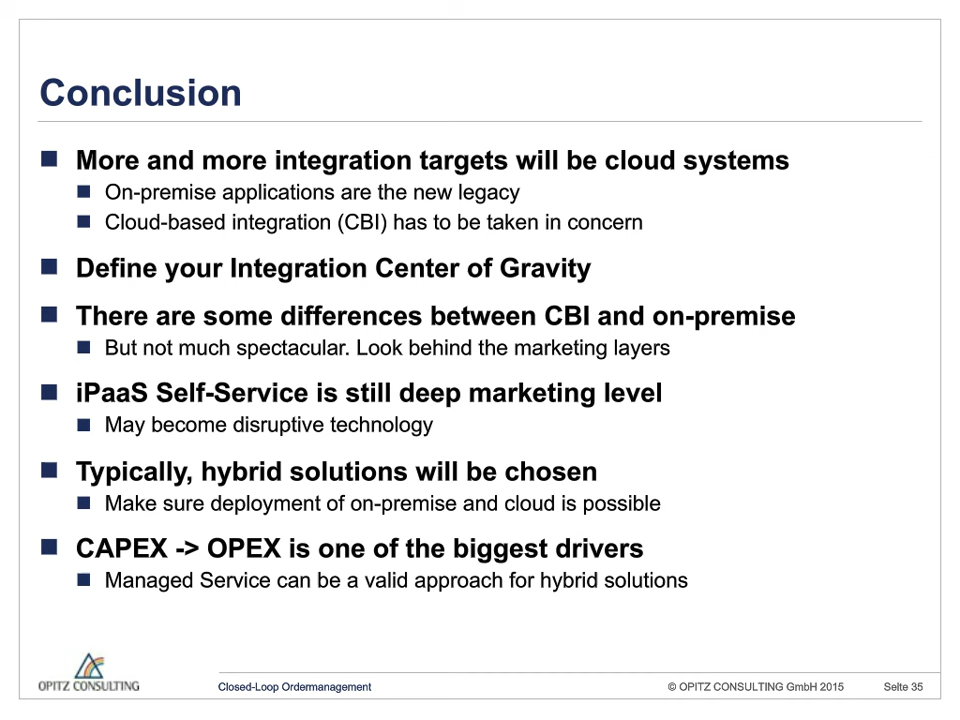 Conclusion
More and more integration targets will be cloud systems
On-premise applications are the new legacy
Cloud-based integration (CBI) has to be taken in concern
Define your Integration Center of Gravity
There are some differences between CBI and on-premise
But not much spectacular. Look behind the marketing layers
iPaaS Self-Service is still deep marketing level
May become disruptive technology
Typically, hybrid solutions will be chosen
Make sure deployment of on-premise and cloud is possible
CAPEX -> OPEX is one of the biggest drivers
Managed Service can be a valid approach for hybrid solutions
OPITZ CONSULTING
Closed-Loop Ordermanagement
© OPITZ CONSULTING GmbH 2015
Seite 35